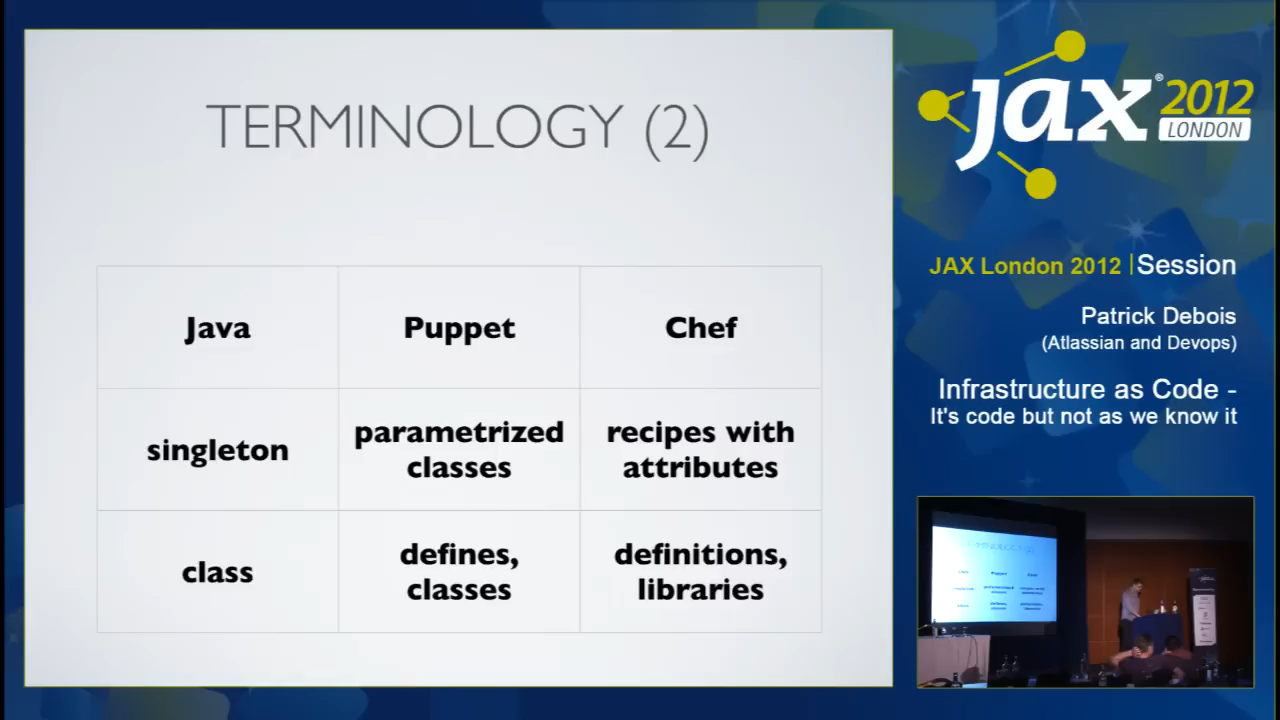 TERMINOLOGY (2)
Java Puppet Chef
singleton parametrized classes recipes with attributes
class defines, classes definitions, libraries
jax® 2012
LONDON
JAX London 2012 | Session
Patrick Debois
(Atlassian and Devops)
Infrastructure as Code -
It's code but not as we know it